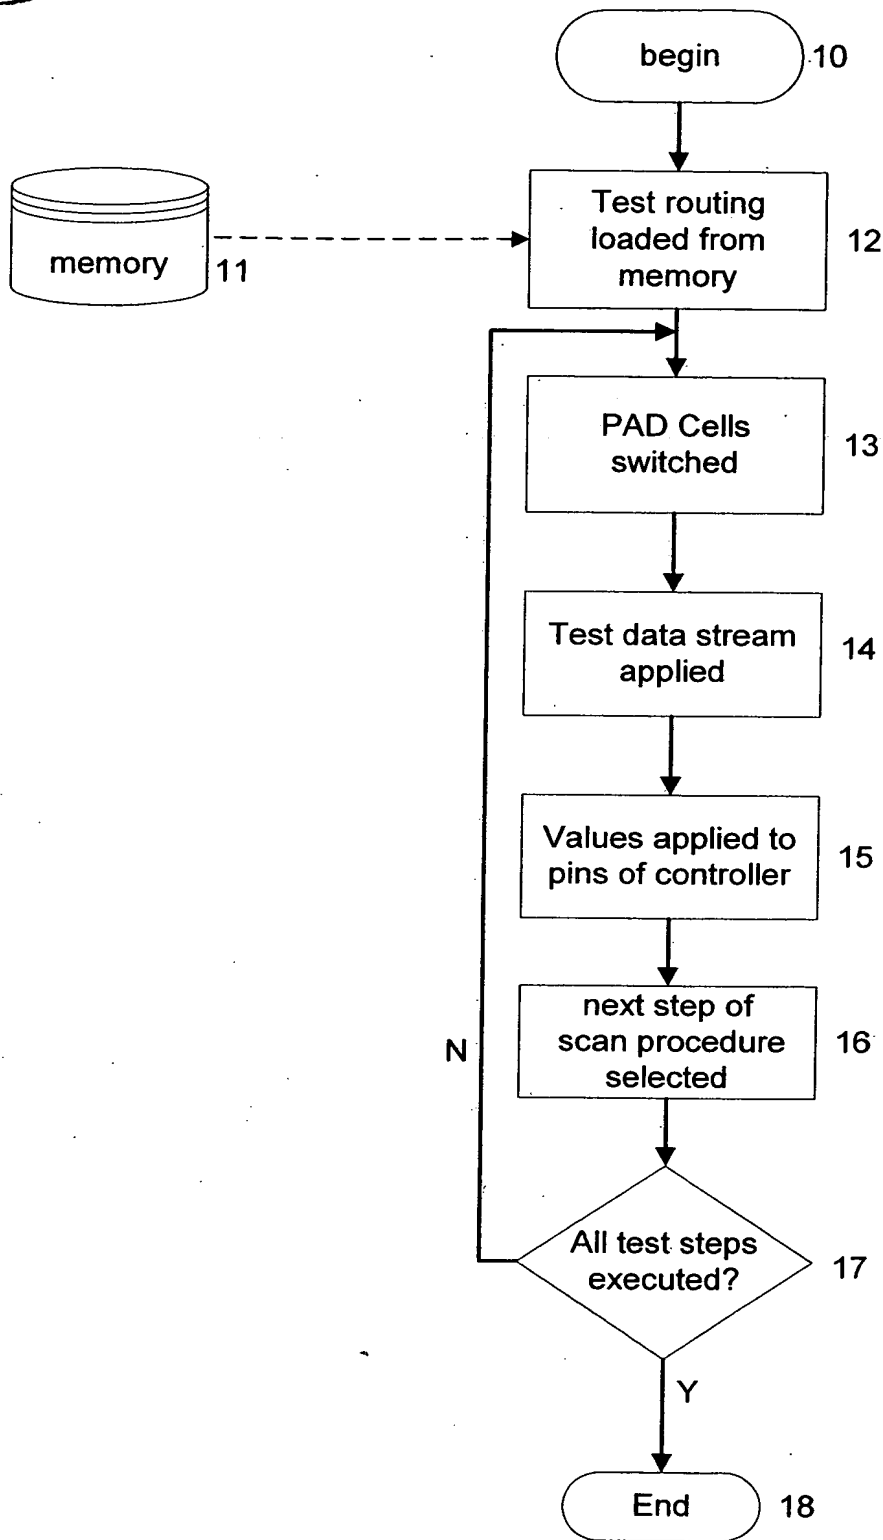 begin
10
Test routing
loaded from
memory
12
memory
11
PAD Cells
switched
13
Test data stream
applied
14
Values applied to
pins of controller
15
next step of
scan procedure
selected
16
N
All test steps
executed?
17
Y
End
18